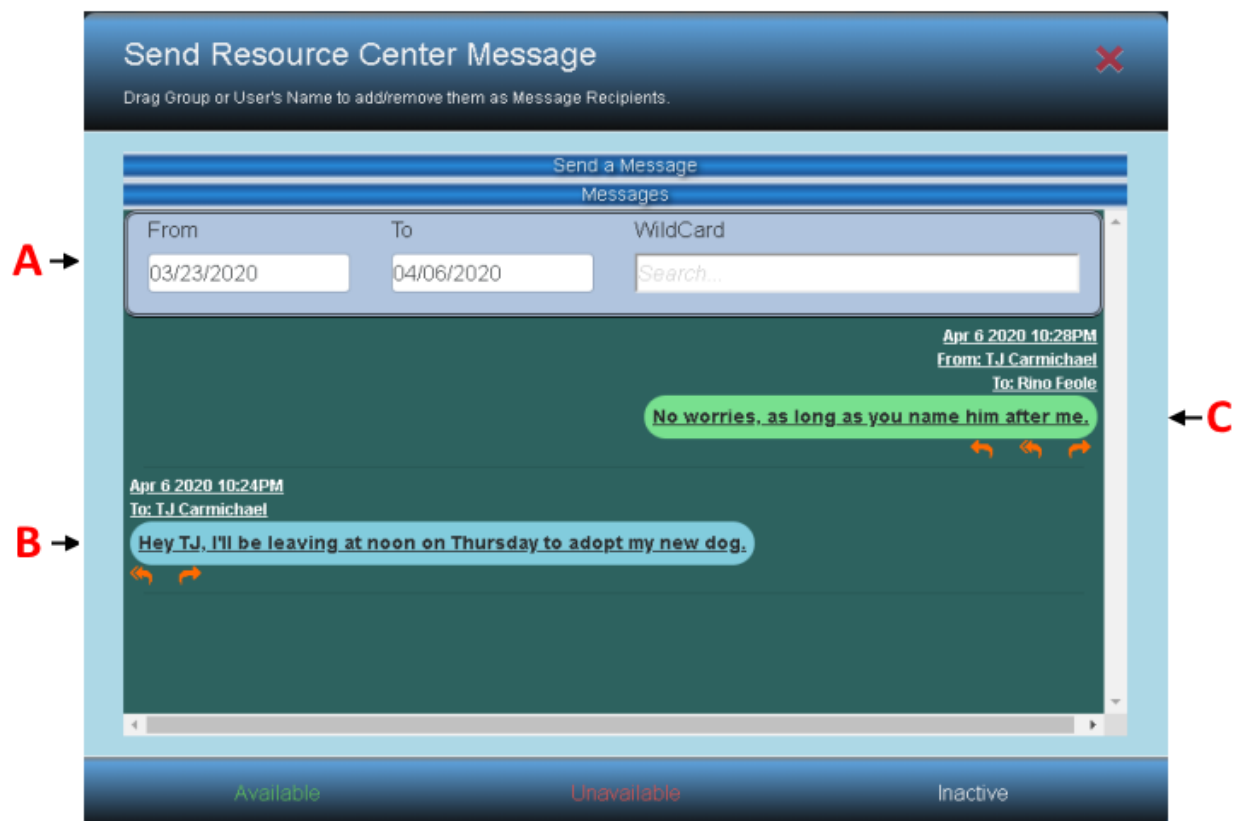 Send Resource Center Message
Drag Group or User's Name to add/remove them as Message Recipients.
Send a Message
Messages
From To WildCard
A
03/23/2020 04/06/2020 Search...
Apr 6 2020 10:28PM
From: TJ Carmichael
To: Rino Feole
No worries, as long as you name him after me.
C
Apr 6 2020 10:24PM
To: TJ Carmichael
B
Hey TJ, I'll be leaving at noon on Thursday to adopt my new dog.
Available Unavailable Inactive